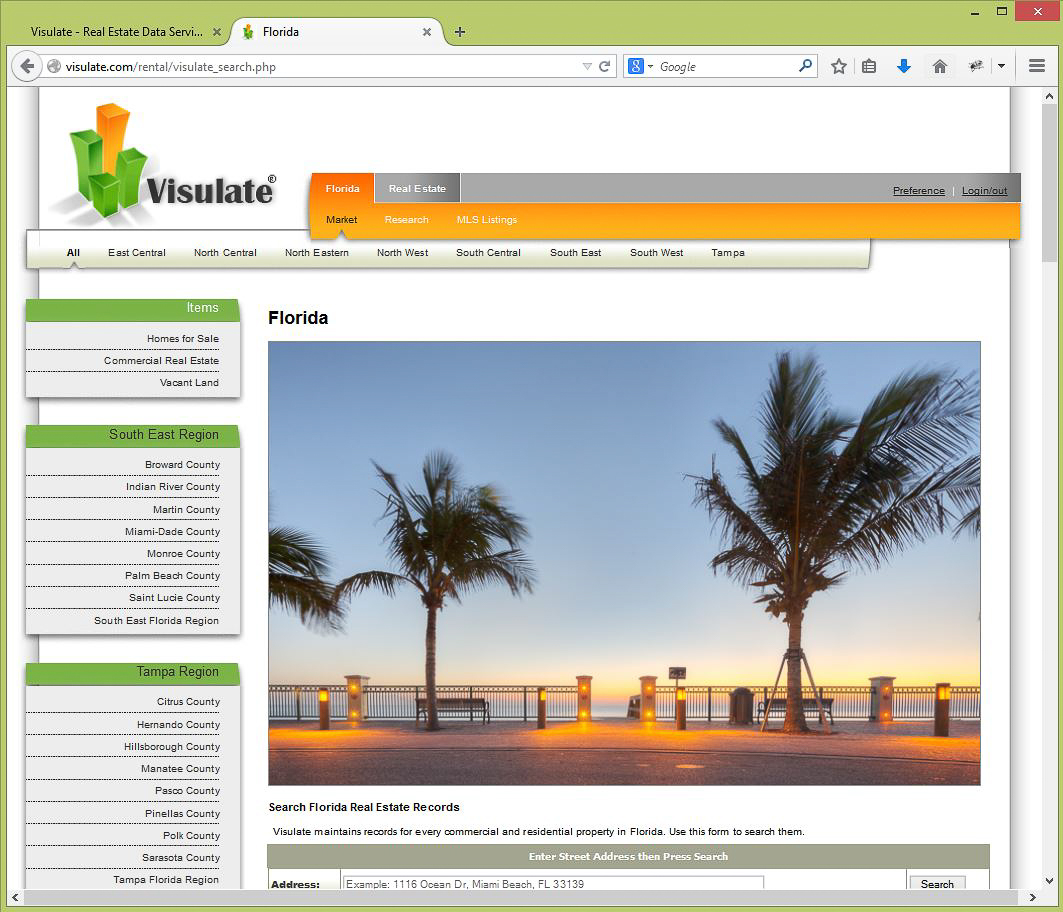 Visulate - Real Estate Data Servi...
Florida
visulate.com/rental/visulate_search.php
Google
Visulate®
Florida
Real Estate
Preference | Login/out
Market
Research
MLS Listings
All
East Central
North Central
North Eastern
North West
South Central
South East
South West
Tampa
Items
Homes for Sale
Commercial Real Estate
Vacant Land
South East Region
Broward County
Indian River County
Martin County
Miami-Dade County
Monroe County
Palm Beach County
Saint Lucie County
South East Florida Region
Tampa Region
Citrus County
Hernando County
Hillsborough County
Manatee County
Pasco County
Pinellas County
Polk County
Sarasota County
Tampa Florida Region
Florida
Search Florida Real Estate Records
Visulate maintains records for every commercial and residential property in Florida. Use this form to search them.
Enter Street Address then Press Search
Address:
Example: 1116 Ocean Dr, Miami Beach, FL 33139
Search